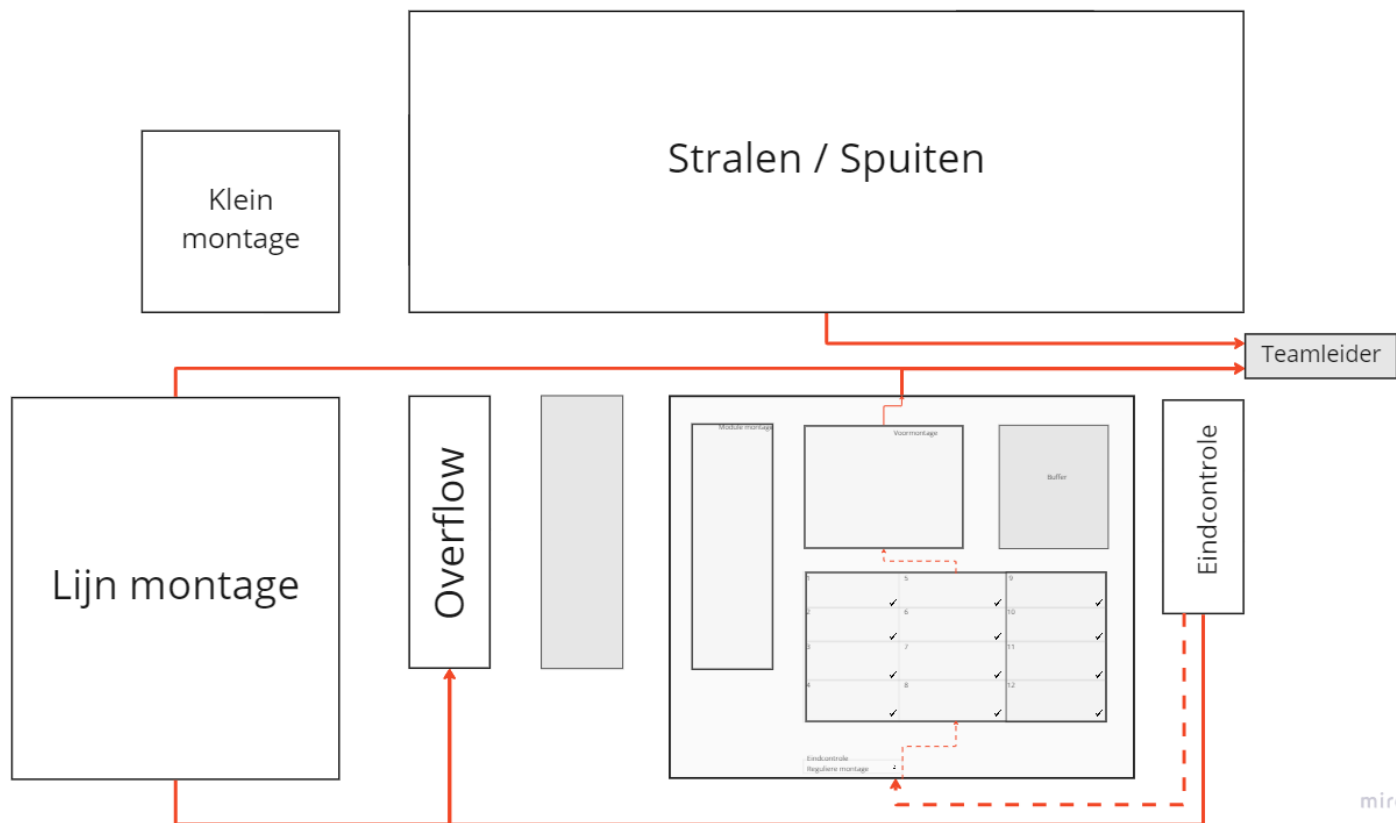 Stralen / Spuiten
Klein
montage
Teamleider
Lijn montage
Overflow
Module montage
Voormontage
Buffer
Eindcontrole
1
5
9
2
6
10
3
7
11
4
8
12
Eindcontrole
Reguliere montage